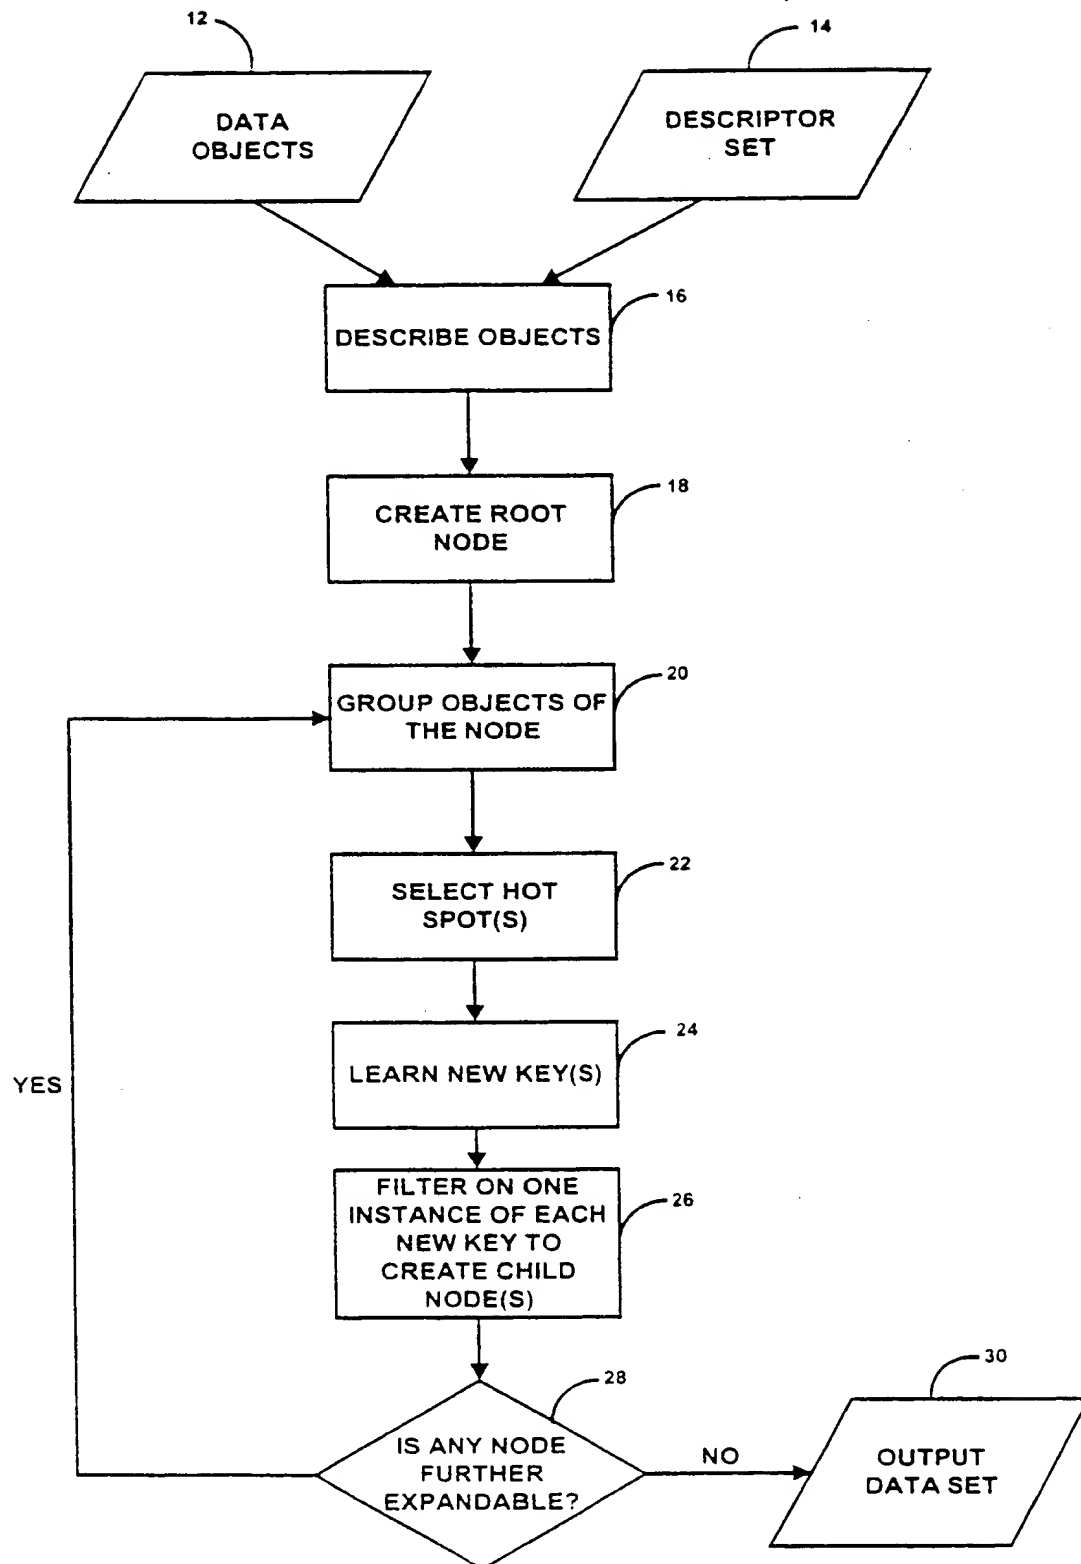 12
14
DATA
OBJECTS
DESCRIPTOR
SET
16
DESCRIBE OBJECTS
18
CREATE ROOT
NODE
20
GROUP OBJECTS OF
THE NODE
22
SELECT HOT
SPOT(S)
24
LEARN NEW KEY(S)
YES
26
FILTER ON ONE
INSTANCE OF EACH
NEW KEY TO
CREATE CHILD
NODE(S)
28
30
IS ANY NODE
FURTHER
EXPANDABLE?
NO
OUTPUT
DATA SET